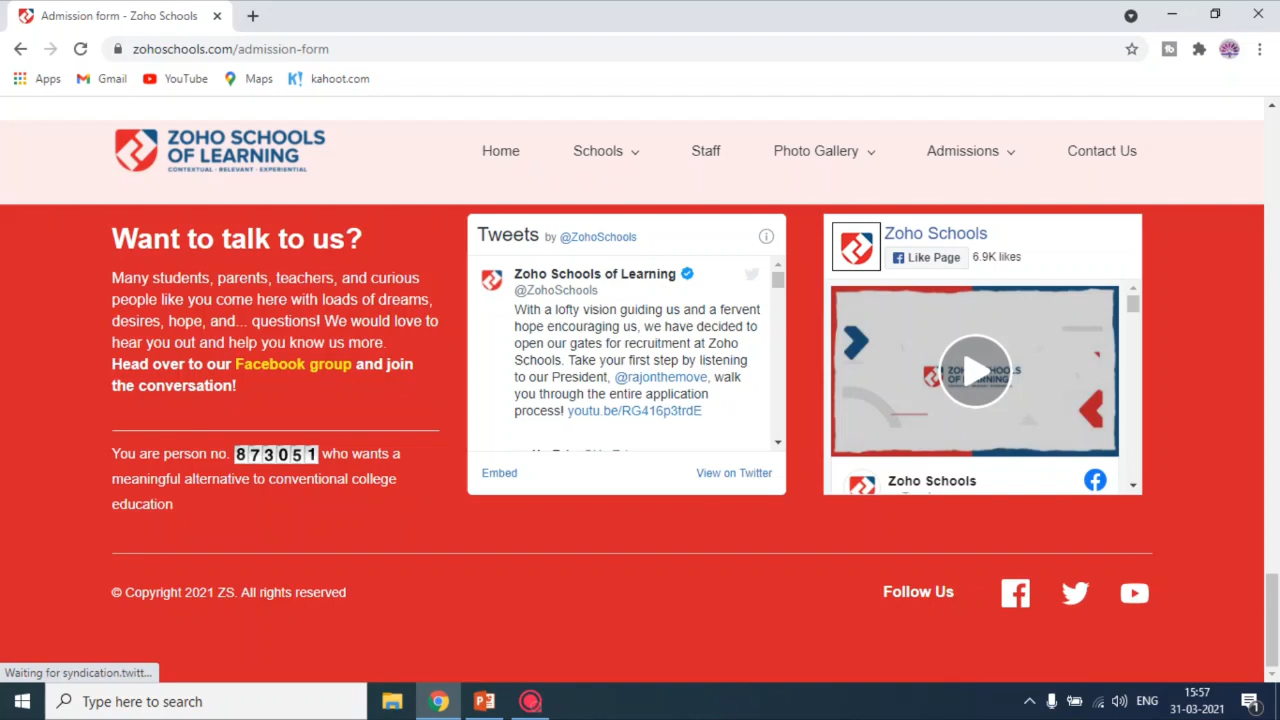 Admission form - Zoho Schools
zohoschools.com/admission-form
Apps
Gmail
YouTube
Maps
kahoot.com
ZOHO SCHOOLS
OF LEARNING
CONTEXTUAL · RELEVANT · EXPERIENTIAL
Home
Schools
Staff
Photo Gallery
Admissions
Contact Us
Want to talk to us?
Many students, parents, teachers, and curious
people like you come here with loads of dreams,
desires, hope, and... questions! We would love to
hear you out and help you know us more.
Head over to our Facebook group and join
the conversation!
You are person no. 873051 who wants a
meaningful alternative to conventional college
education
Tweets by @ZohoSchools
Zoho Schools of Learning
@ZohoSchools
With a lofty vision guiding us and a fervent
hope encouraging us, we have decided to
open our gates for recruitment at Zoho
Schools. Take your first step by listening
to our President, @rajonthemove, walk
you through the entire application
process! youtu.be/RG416p3trdE
Embed
View on Twitter
Zoho Schools
Like Page
6.9K likes
ZOHO SCHOOLS
OF LEARNING
Zoho Schools
© Copyright 2021 ZS. All rights reserved
Follow Us
Waiting for syndication.twitt...
Type here to search
ENG
15:57
31-03-2021
1